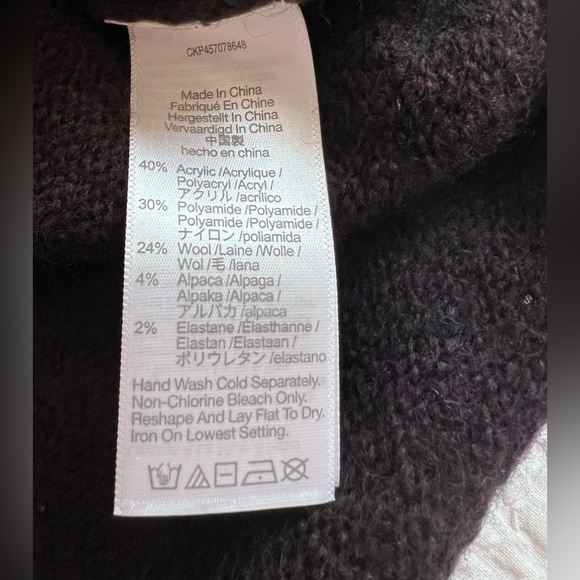 CKP457078648
Made In China
Fabriqué En Chine
Hergestellt In China
Vervaardigd In China
中国製
hecho en china
40% Acrylic /Acrylique /
Polyacryl /Acryl /
アクリル /acrílico
30% Polyamide /Polyamide /
Polyamide /Polyamide /
ナイロン /poliamida
24% Wool /Laine /Wolle /
Wol /毛 /lana
4% Alpaca /Alpaga /
Alpaka /Alpaca /
アルパカ /alpaca
2% Elastane /Élasthanne /
Elastan /Elastaan /
ポリウレタン /elastano
Hand Wash Cold Separately.
Non-Chlorine Bleach Only.
Reshape And Lay Flat To Dry.
Iron On Lowest Setting.